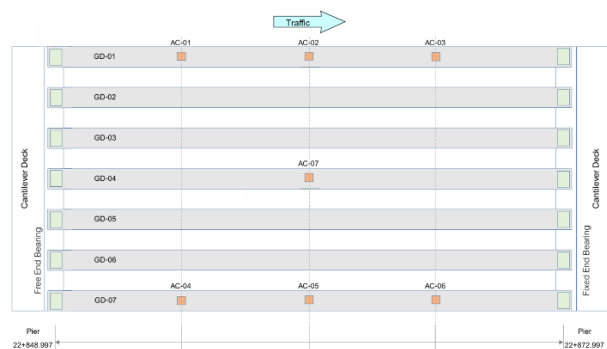 Traffic
AC-01 AC-02 AC-03
GD-01
GD-02
GD-03
AC-07
GD-04
GD-05
GD-06
AC-04 AC-05 AC-06
GD-07
Cantilever Deck
Free End Bearing
Cantilever Deck
Fixed End Bearing
Pier Pier
22+848.997 22+872.997